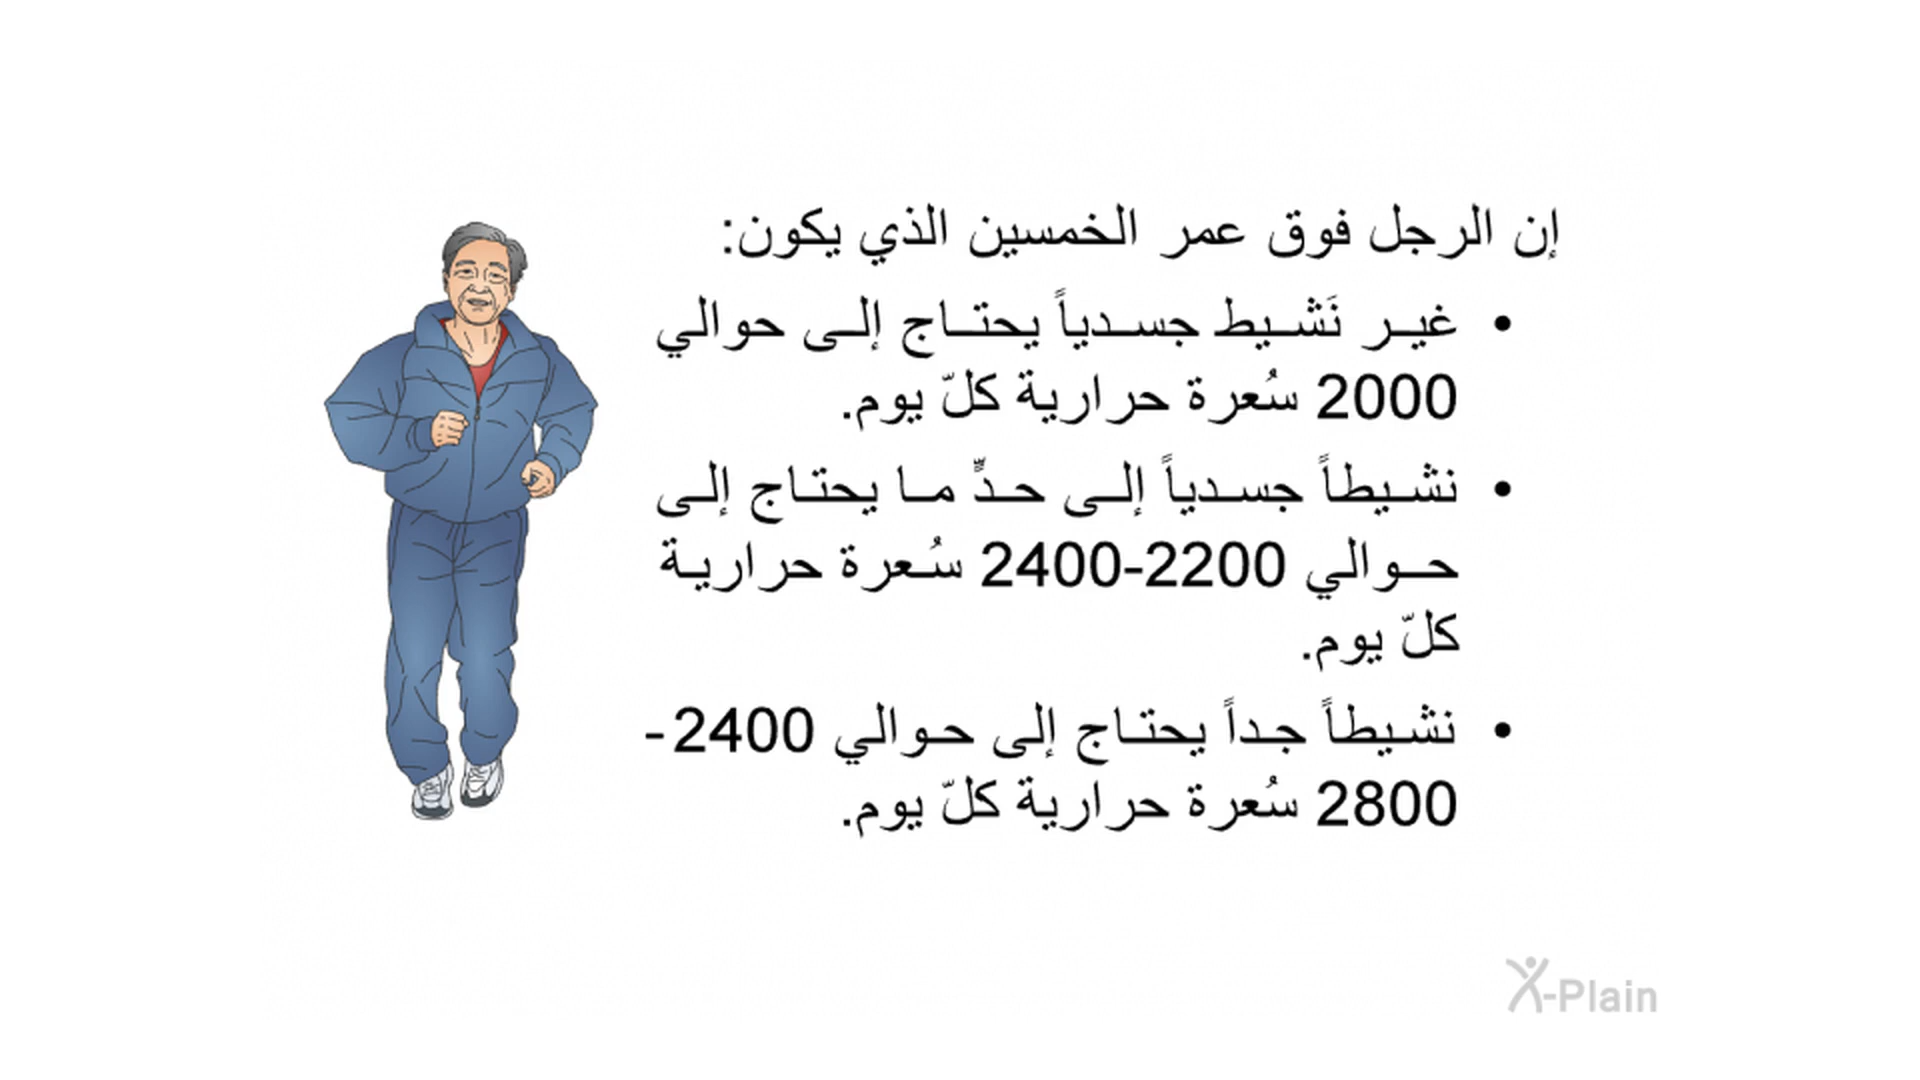 إن الرجل فوق عمر الخمسين الذي يكون:
• غير نَشيط جسدياً يحتاج إلى حوالي
2000 سُعرة حرارية كلّ يوم.
• نشيطاً جسدياً إلى حدٍّ ما يحتاج إلى
حوالي 2200-2400 سُعرة حرارية
كلّ يوم.
• نشيطاً جداً يحتاج إلى حوالي 2400-
2800 سُعرة حرارية كلّ يوم.
X-Plain